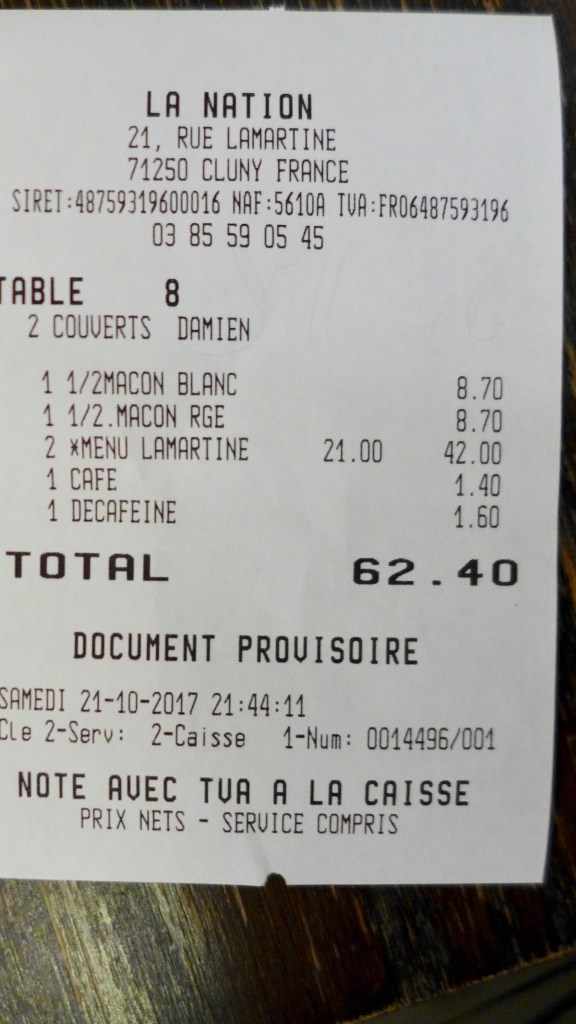 LA NATION
21, RUE LAMARTINE
71250 CLUNY FRANCE
SIRET:48759319600016 NAF:5610A TVA:FR06487593196
03 85 59 05 45
TABLE 8
2 COUVERTS DAMIEN
1 1/2MACON BLANC 8.70
1 1/2.MACON RGE 8.70
2 *MENU LAMARTINE 21.00 42.00
1 CAFE 1.40
1 DECAFEINE 1.60
TOTAL 62.40
DOCUMENT PROVISOIRE
SAMEDI 21-10-2017 21:44:11
Cle 2-Serv: 2-Caisse 1-Num: 0014496/001
NOTE AVEC TVA A LA CAISSE
PRIX NETS - SERVICE COMPRIS